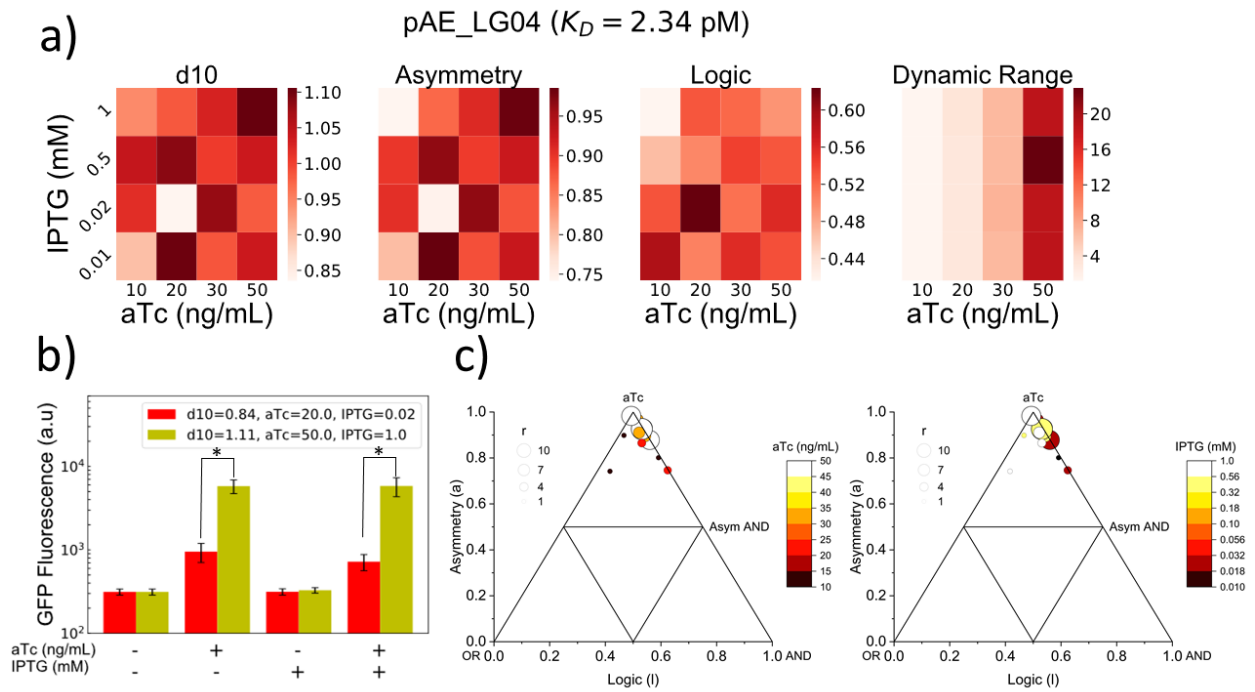 a)
pAE_LG04 (K_D = 2.34 pM)
d10
Asymmetry
Logic
Dynamic Range
IPTG (mM)
1
0.5
0.02
0.01
1.10
1.05
1.00
0.95
0.90
0.85
0.95
0.90
0.85
0.80
0.75
0.60
0.56
0.52
0.48
0.44
20
16
12
8
4
10 20 30 50
10 20 30 50
10 20 30 50
10 20 30 50
aTc (ng/mL)
aTc (ng/mL)
aTc (ng/mL)
aTc (ng/mL)
b)
GFP Fluorescence (a.u)
10^4
10^3
10^2
d10=0.84, aTc=20.0, IPTG=0.02
d10=1.11, aTc=50.0, IPTG=1.0
* *
aTc (ng/mL) - + - +
IPTG (mM) - - + +
c)
aTc
Asymmetry (a)
1.0
0.8
0.6
0.4
0.2
0.0
r
10
7
4
1
Asym AND
aTc (ng/mL)
50
45
40
35
30
25
20
15
10
OR 0.0 0.2 0.4 0.6 0.8 1.0 AND
Logic (l)
aTc
Asymmetry (a)
1.0
0.8
0.6
0.4
0.2
0.0
r
10
7
4
1
Asym AND
IPTG (mM)
1.0
0.56
0.32
0.18
0.10
0.056
0.032
0.018
0.010
OR 0.0 0.2 0.4 0.6 0.8 1.0 AND
Logic (l)